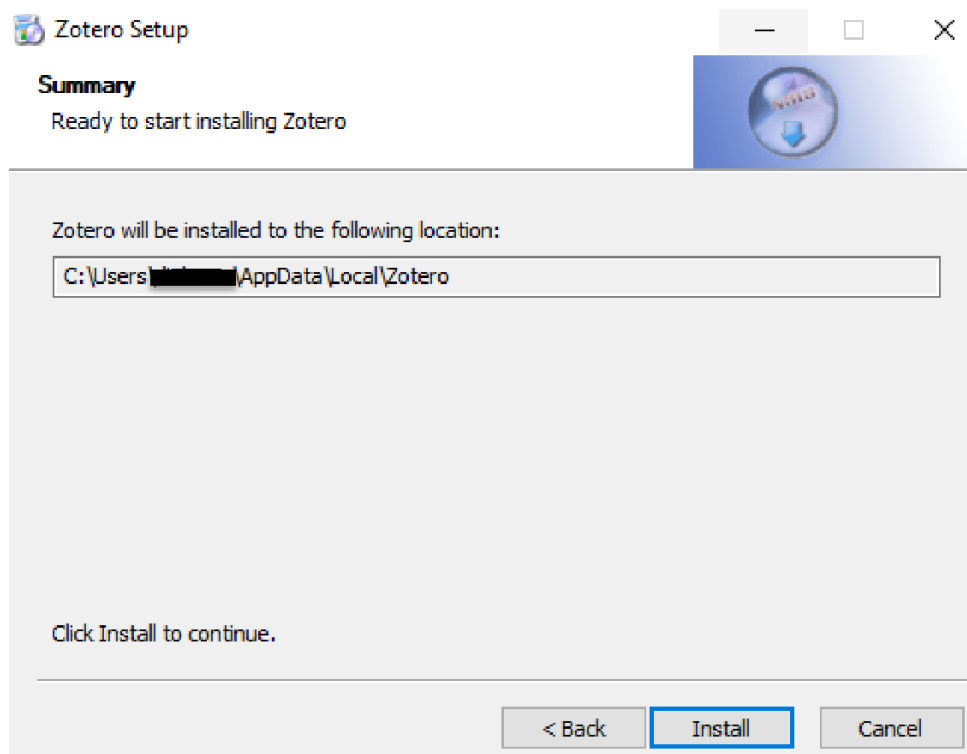 Zotero Setup
Summary
Ready to start installing Zotero
Zotero will be installed to the following location:
C:\Users\ \AppData\Local\Zotero
Click Install to continue.
< Back Install Cancel